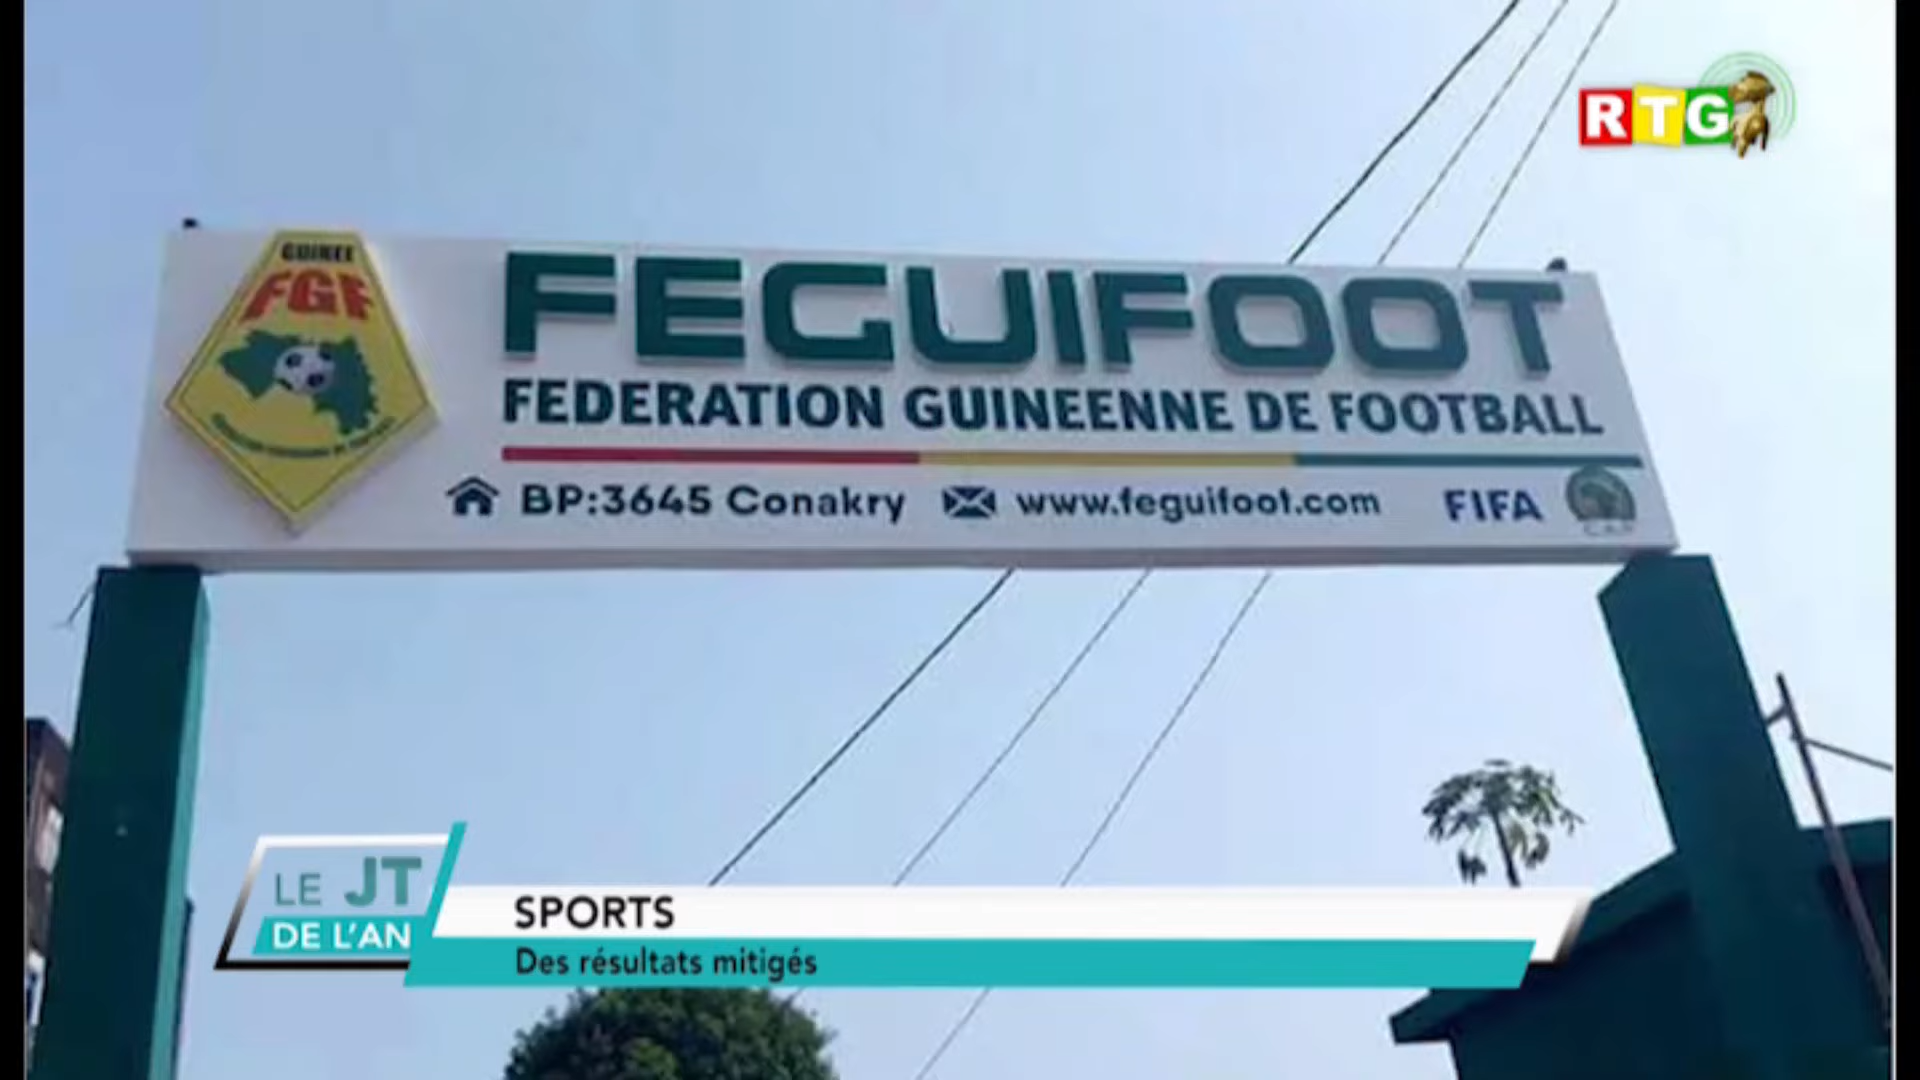 RTG
GUINEE
FGF
FEGUIFOOT
FEDERATION GUINEENNE DE FOOTBALL
BP:3645 Conakry www.feguifoot.com FIFA
CAF
LE JT
DE L'AN
SPORTS
Des résultats mitigés